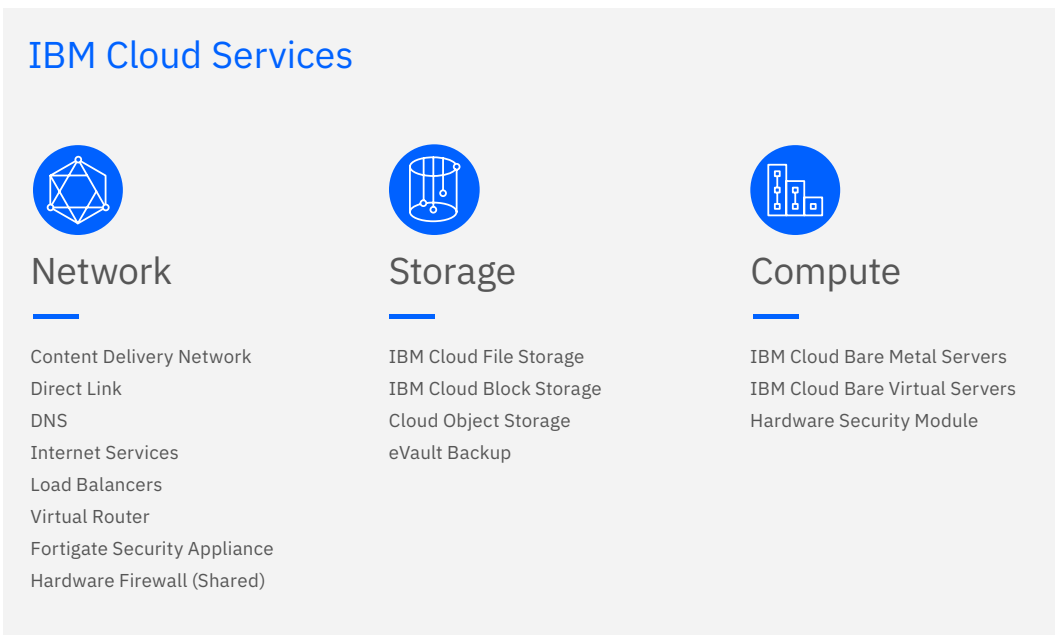 IBM Cloud Services
Network
Content Delivery Network
Direct Link
DNS
Internet Services
Load Balancers
Virtual Router
Fortigate Security Appliance
Hardware Firewall (Shared)
Storage
IBM Cloud File Storage
IBM Cloud Block Storage
Cloud Object Storage
eVault Backup
Compute
IBM Cloud Bare Metal Servers
IBM Cloud Bare Virtual Servers
Hardware Security Module